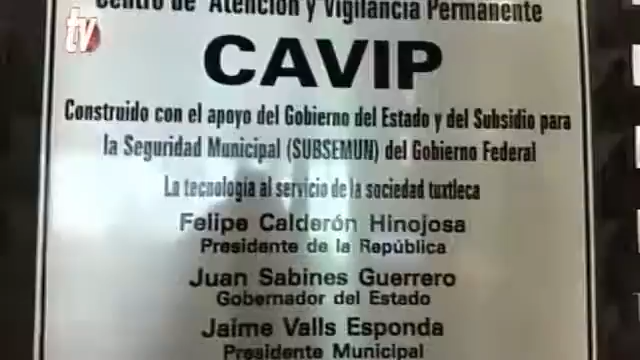 tv
Centro de Atención y Vigilancia Permanente
CAVIP
Construido con el apoyo del Gobierno del Estado y del Subsidio para
la Seguridad Municipal (SUBSEMUN) del Gobierno Federal
La tecnología al servicio de la sociedad tuxtleca
Felipe Calderón Hinojosa
Presidente de la República
Juan Sabines Guerrero
Gobernador del Estado
Jaime Valls Esponda
Presidente Municipal